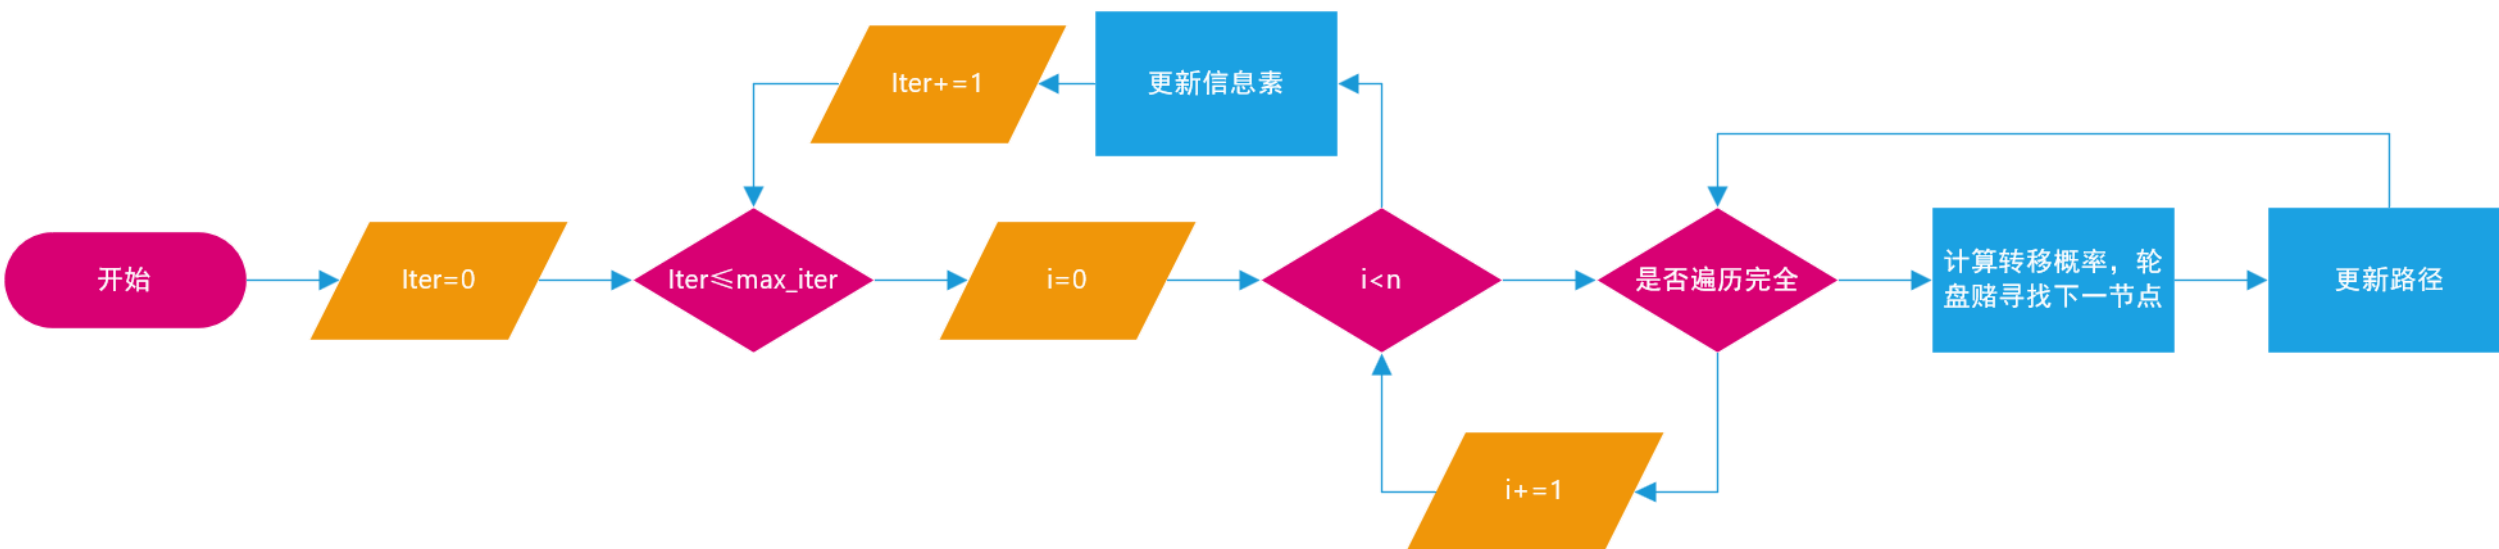 Iter+=1
更新信息素
开始
Iter=0
Iter≤max_iter
i=0
i<n
是否遍历完全
计算转移概率，轮
盘赌寻找下一节点
更新路径
i+=1